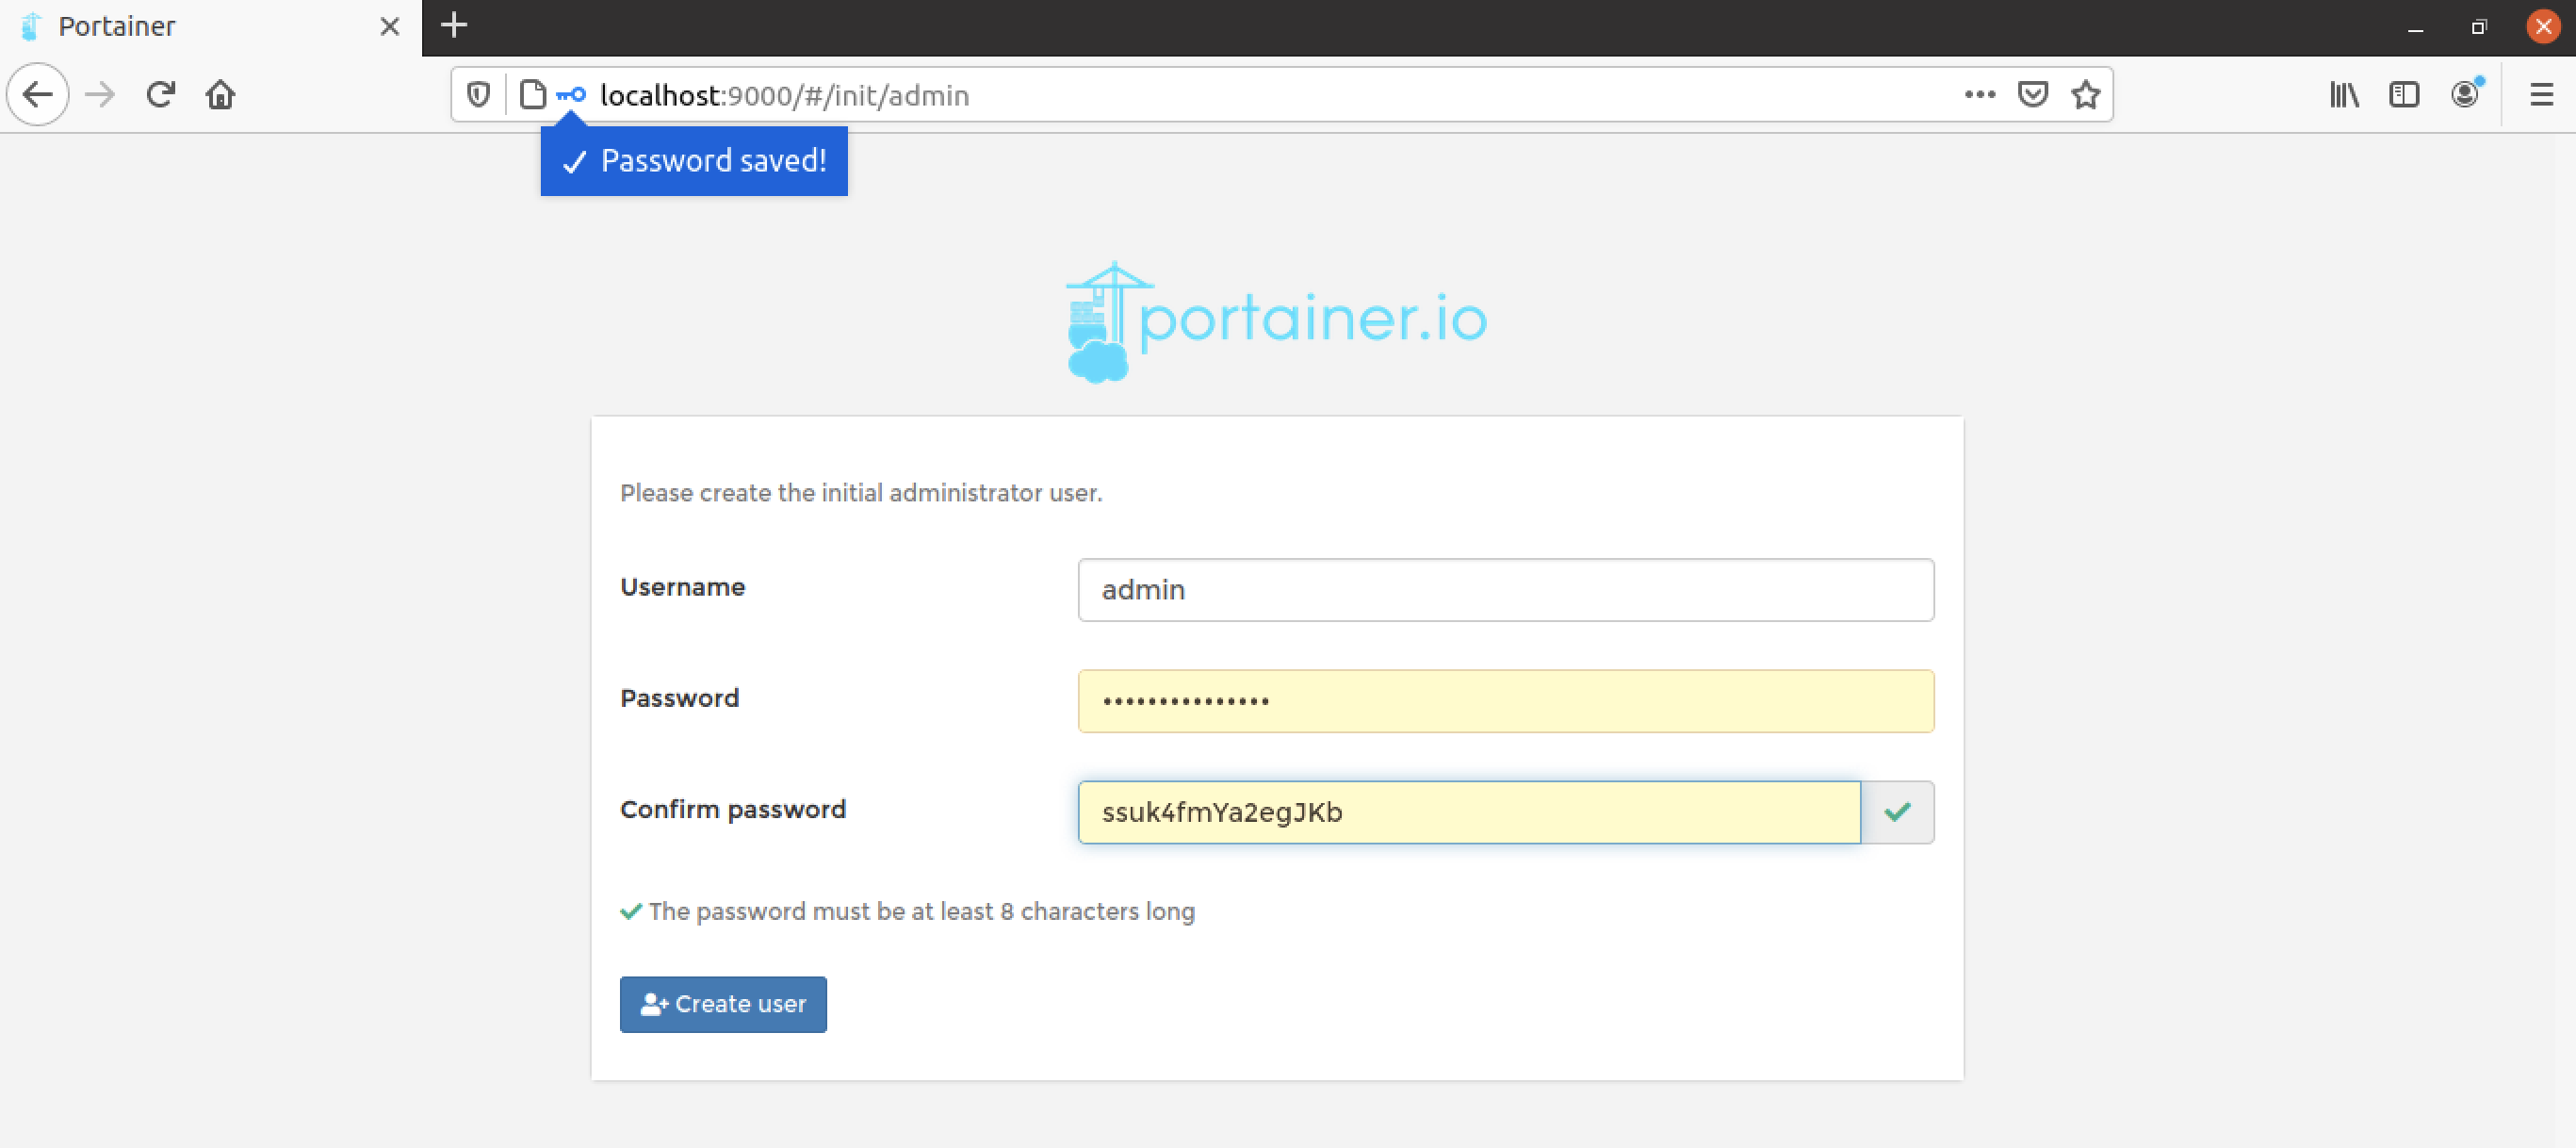 Portainer
localhost:9000/#/init/admin
Password saved!
portainer.io
Please create the initial administrator user.
Username
admin
Password
•••••••••••••••
Confirm password
ssuk4fmYa2egJKb
The password must be at least 8 characters long
Create user